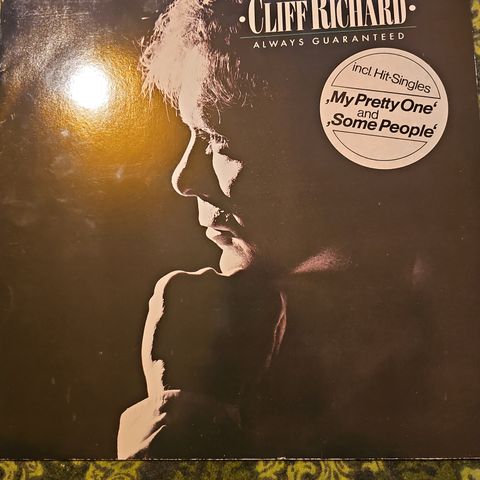 ·CLIFF RICHARD·
ALWAYS GUARANTEED
incl. Hit-Singles
‚My Pretty One‘
and
‚Some People‘